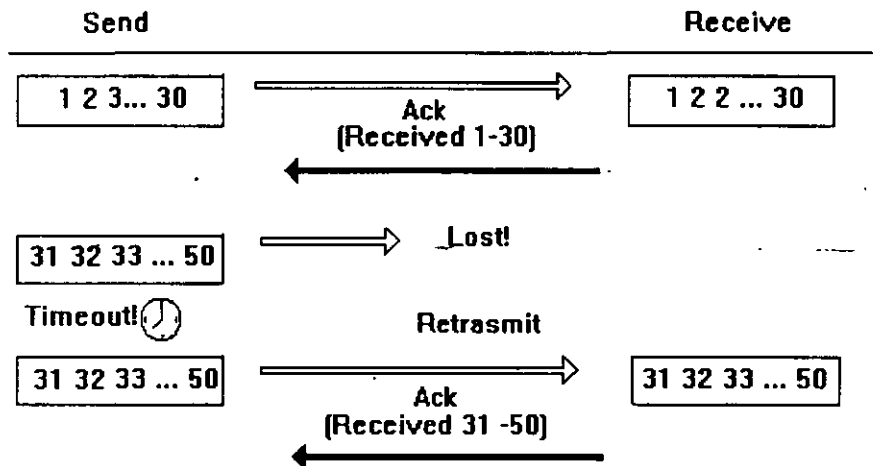 Send Receive
1 2 3... 30
Ack
(Received 1-30)
1 2 2 ... 30
31 32 33 ... 50
Lost!
Timeout!
Retrasmit
31 32 33 ... 50
Ack
(Received 31 -50)
31 32 33 ... 50